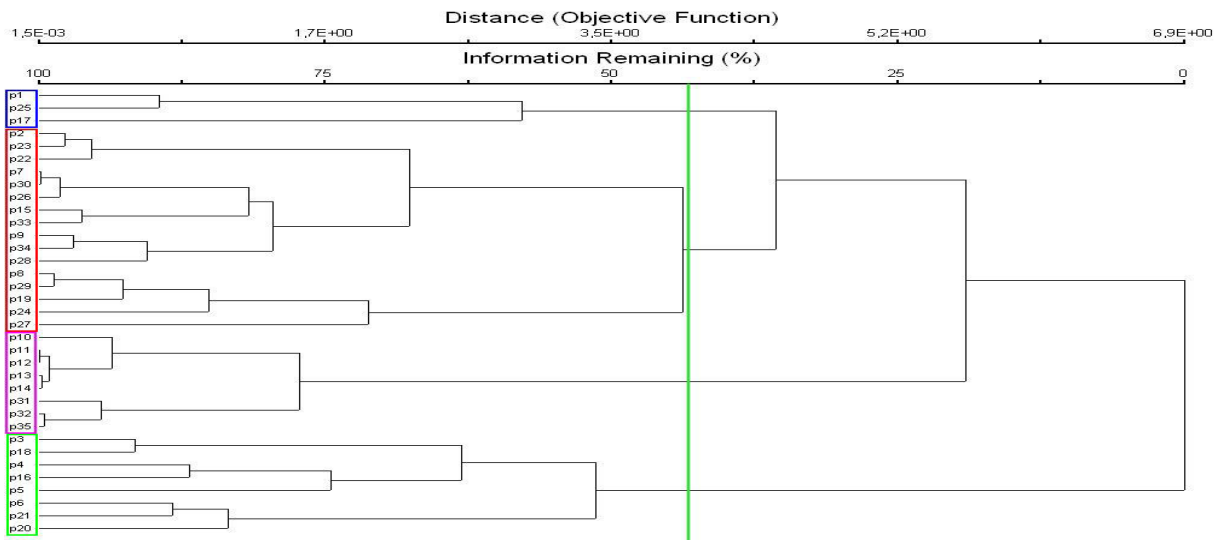 Distance (Objective Function)
1,5E-03 1,7E+00 3,5E+00 5,2E+00 6,9E+00
Information Remaining (%)
100 75 50 25 0
p1
p25
p17
p2
p23
p22
p7
p30
p26
p15
p33
p9
p34
p28
p8
p29
p19
p24
p27
p10
p11
p12
p13
p14
p31
p32
p35
p3
p18
p4
p16
p5
p6
p21
p20